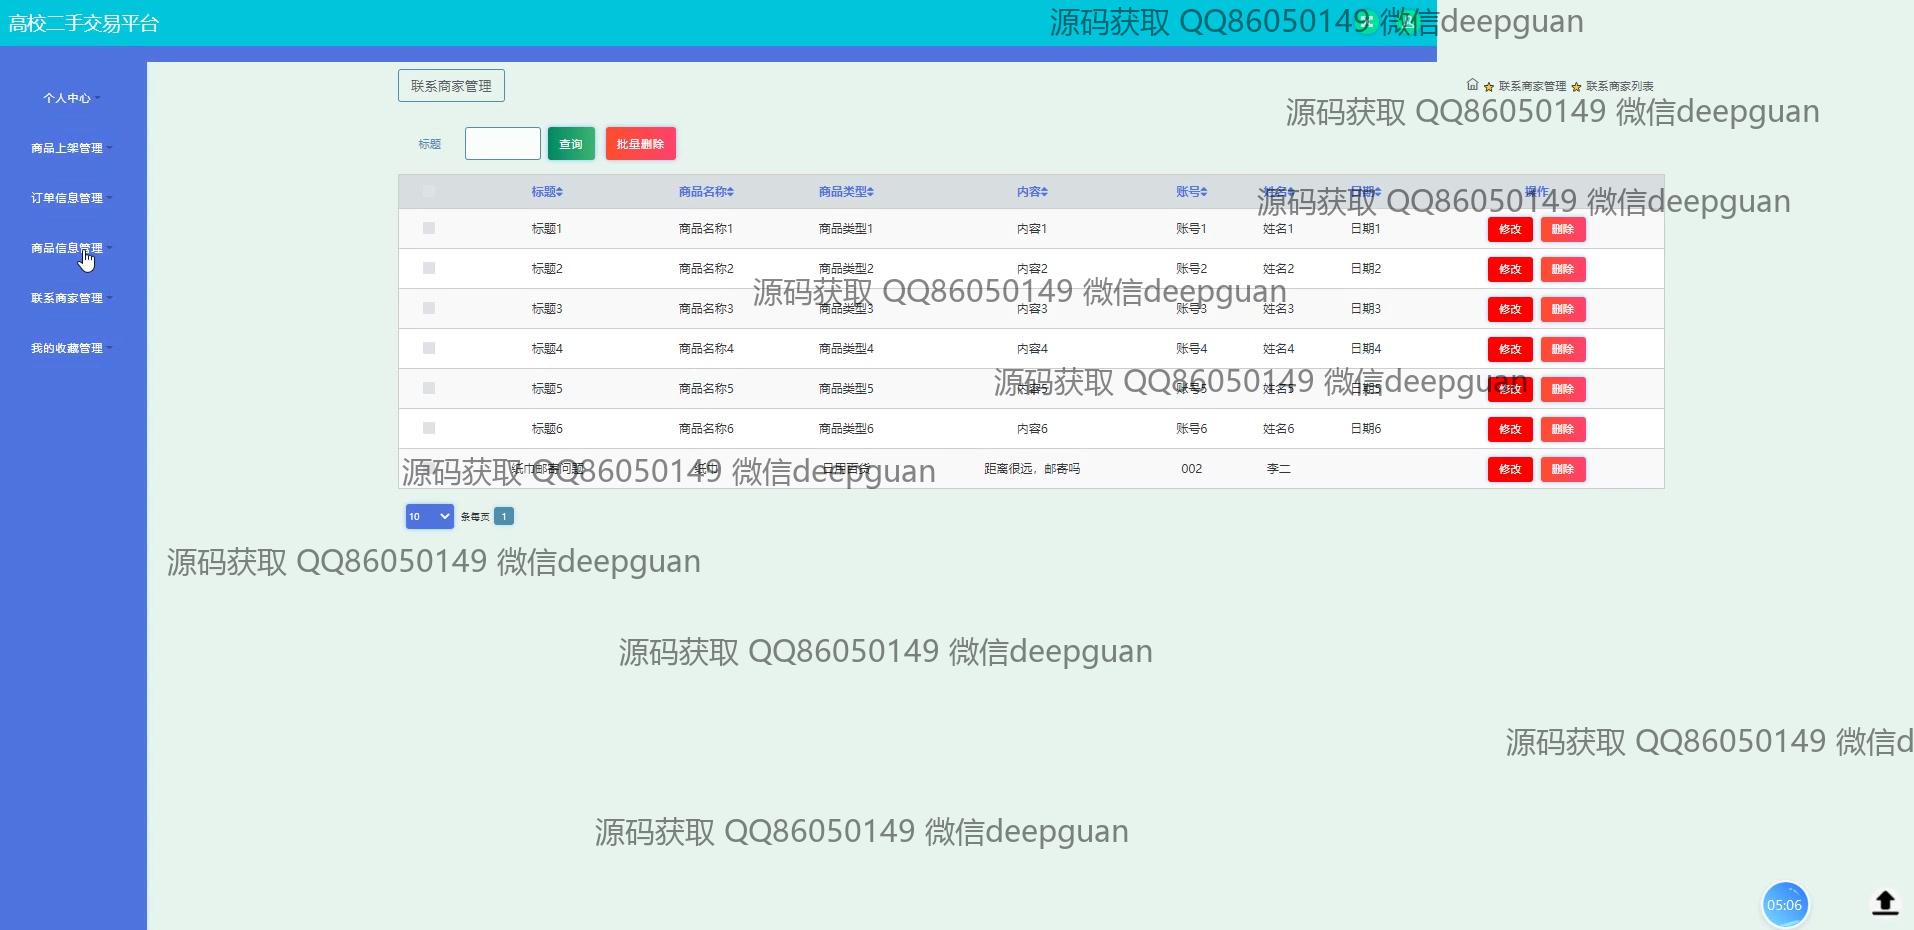 高校二手交易平台
源码获取 QQ86050149 微信deepguan
个人中心
商品上架管理
订单信息管理
商品信息管理
联系商家管理
我的收藏管理
联系商家管理
联系商家管理 联系商家列表
源码获取 QQ86050149 微信deepguan
标题 查询 批量删除
标题 商品名称 商品类型 内容 账号 姓名 日期 操作
源码获取 QQ86050149 微信deepguan
标题1 商品名称1 商品类型1 内容1 账号1 姓名1 日期1 修改 删除
标题2 商品名称2 商品类型2 内容2 账号2 姓名2 日期2 修改 删除
源码获取 QQ86050149 微信deepguan
标题3 商品名称3 商品类型3 内容3 账号3 姓名3 日期3 修改 删除
标题4 商品名称4 商品类型4 内容4 账号4 姓名4 日期4 修改 删除
源码获取 QQ86050149 微信deepguan
标题5 商品名称5 商品类型5 内容5 账号5 姓名5 日期5 修改 删除
标题6 商品名称6 商品类型6 内容6 账号6 姓名6 日期6 修改 删除
纸巾邮寄问题 纸巾 日用百货 距离很远，邮寄吗 002 李二 修改 删除
源码获取 QQ86050149 微信deepguan
10 条每页 1
源码获取 QQ86050149 微信deepguan
源码获取 QQ86050149 微信deepguan
源码获取 QQ86050149 微信d
源码获取 QQ86050149 微信deepguan
05:06